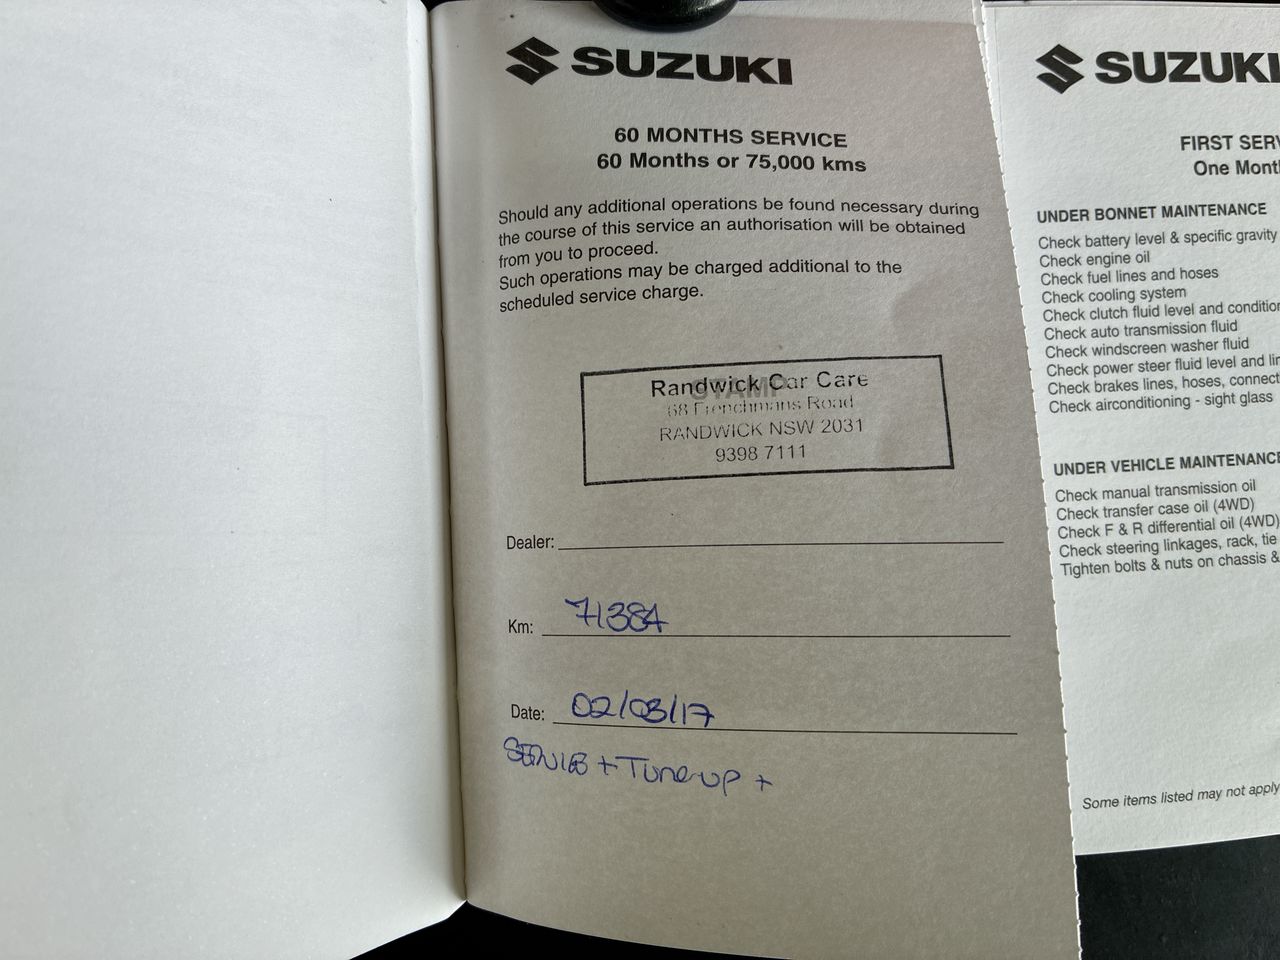 SUZUKI
60 MONTHS SERVICE
60 Months or 75,000 kms
Should any additional operations be found necessary during
the course of this service an authorisation will be obtained
from you to proceed.
Such operations may be charged additional to the
scheduled service charge.
STAMP
Randwick Car Care
68 Frenchmans Road
RANDWICK NSW 2031
9398 7111
Dealer:
Km: 71384
Date: 02/03/17
SERVICE + Tune-up +
SUZUKI
FIRST SERV
One Mont
UNDER BONNET MAINTENANCE
Check battery level & specific gravity
Check engine oil
Check fuel lines and hoses
Check cooling system
Check clutch fluid level and condition
Check auto transmission fluid
Check windscreen washer fluid
Check power steer fluid level and lin
Check brakes lines, hoses, connect
Check airconditioning - sight glass
UNDER VEHICLE MAINTENANCE
Check manual transmission oil
Check transfer case oil (4WD)
Check F & R differential oil (4WD)
Check steering linkages, rack, tie
Tighten bolts & nuts on chassis &
Some items listed may not apply